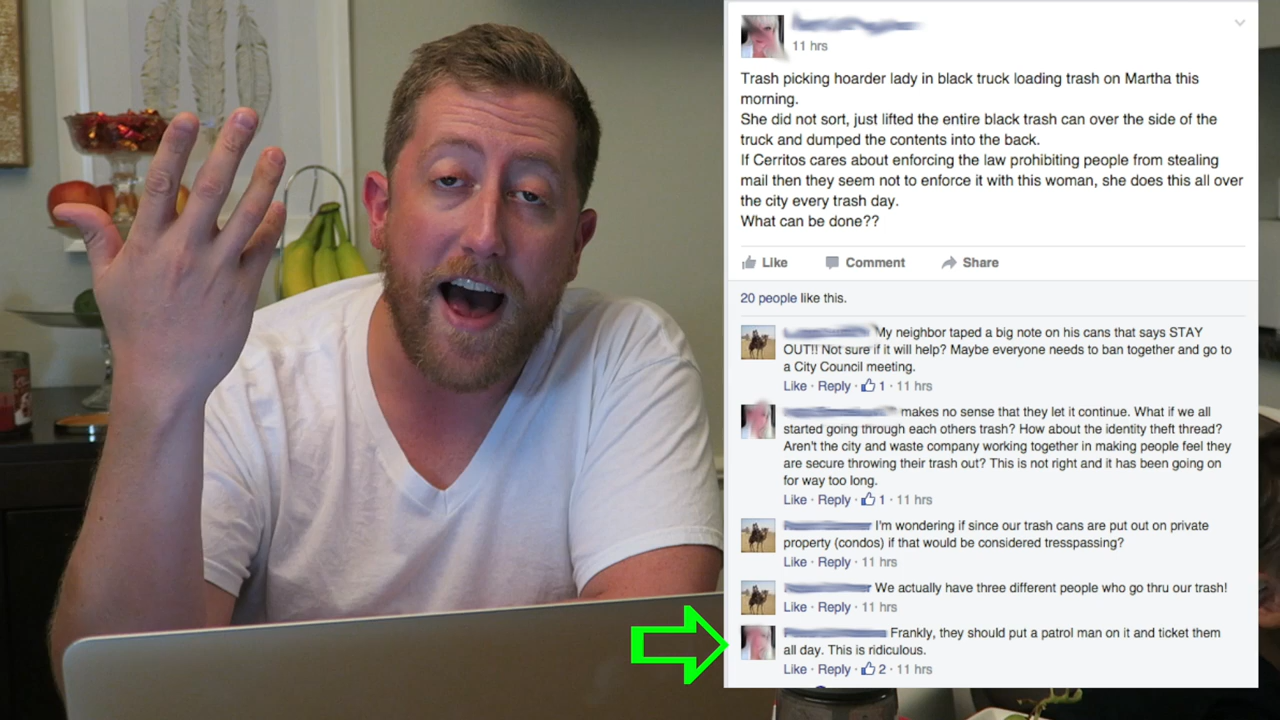 11 hrs
Trash picking hoarder lady in black truck loading trash on Martha this
morning.
She did not sort, just lifted the entire black trash can over the side of the
truck and dumped the contents into the back.
If Cerritos cares about enforcing the law prohibiting people from stealing
mail then they seem not to enforce it with this woman, she does this all over
the city every trash day.
What can be done??
Like Comment Share
20 people like this.
My neighbor taped a big note on his cans that says STAY
OUT!! Not sure if it will help? Maybe everyone needs to ban together and go to
a City Council meeting.
Like · Reply · 1 · 11 hrs
makes no sense that they let it continue. What if we all
started going through each others trash? How about the identity theft thread?
Aren't the city and waste company working together in making people feel they
are secure throwing their trash out? This is not right and it has been going on
for way too long.
Like · Reply · 1 · 11 hrs
I'm wondering if since our trash cans are put out on private
property (condos) if that would be considered tresspassing?
Like · Reply · 11 hrs
We actually have three different people who go thru our trash!
Like · Reply · 11 hrs
Frankly, they should put a patrol man on it and ticket them
all day. This is ridiculous.
Like · Reply · 2 · 11 hrs